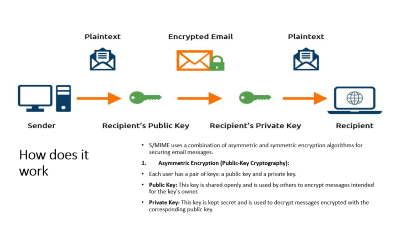 Plaintext Encrypted Email Plaintext
Sender Recipient's Public Key Recipient's Private Key Recipient
How does it
work
• S/MIME uses a combination of asymmetric and symmetric encryption algorithms for
securing email messages.
1. Asymmetric Encryption (Public-Key Cryptography):
• Each user has a pair of keys: a public key and a private key.
• Public Key: This key is shared openly and is used by others to encrypt messages intended
for the key's owner.
• Private Key: This key is kept secret and is used to decrypt messages encrypted with the
corresponding public key.